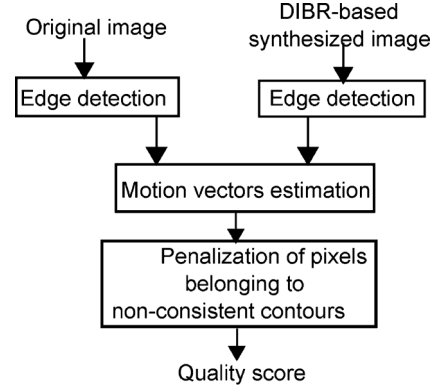 Original image
DIBR-based
synthesized image
Edge detection
Edge detection
Motion vectors estimation
Penalization of pixels
belonging to
non-consistent contours
Quality score